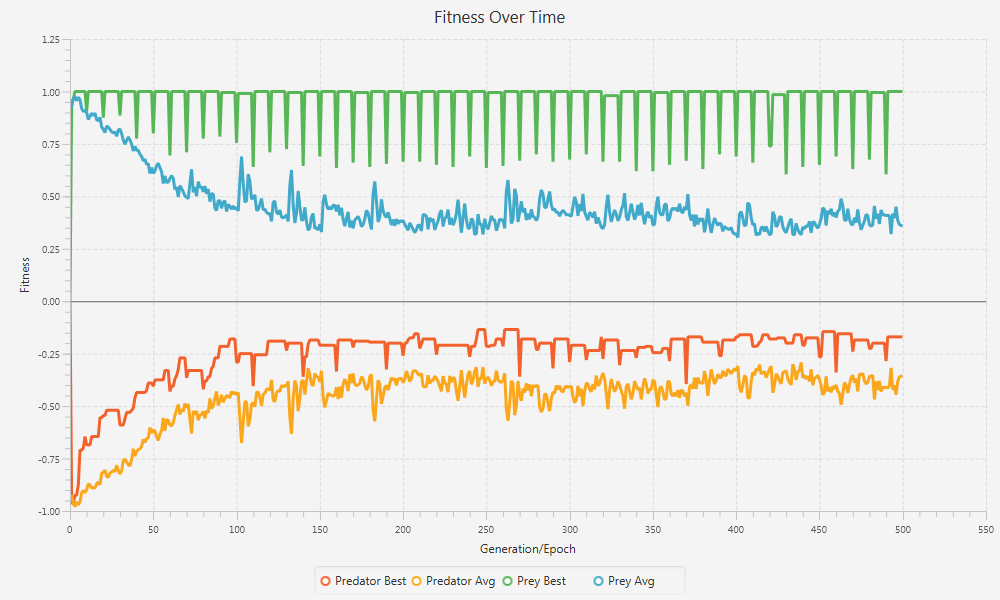 Fitness Over Time
1.25
1.00
0.75
0.50
0.25
0.00
-0.25
-0.50
-0.75
-1.00
Fitness
0 50 100 150 200 250 300 350 400 450 500 550
Generation/Epoch
Predator Best Predator Avg Prey Best Prey Avg